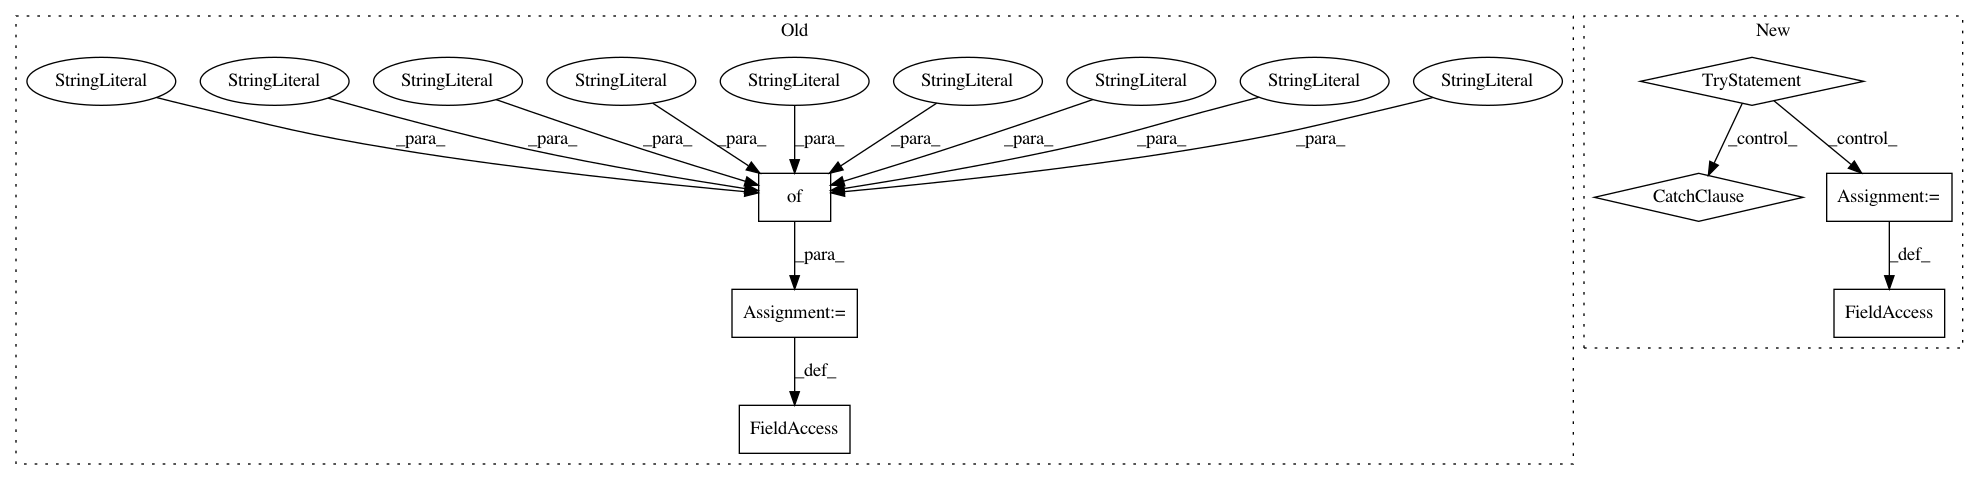 Old
New
StringLiteral StringLiteral StringLiteral StringLiteral StringLiteral StringLiteral StringLiteral StringLiteral StringLiteral
TryStatement
_para_ _para_ _para_ _para_ _para_ _para_ _para_ _para_ _para_
_control_ _control_
of
CatchClause
Assignment:=
_para_
_def_
Assignment:=
FieldAccess
_def_
FieldAccess